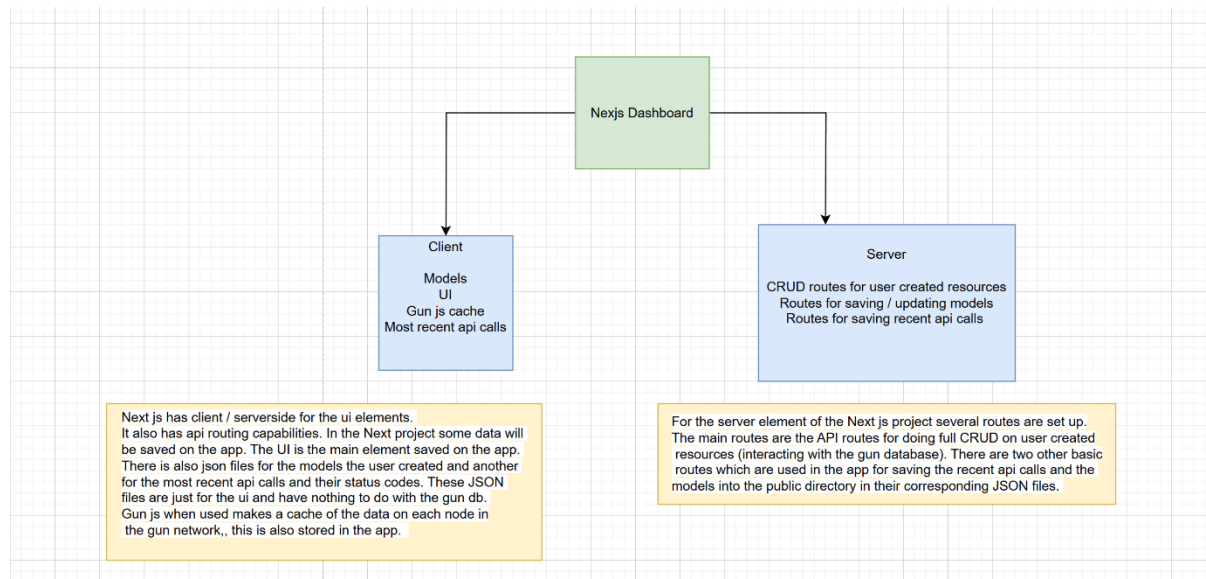 Nexjs Dashboard
Client
Models
UI
Gun js cache
Most recent api calls
Server
CRUD routes for user created resources
Routes for saving / updating models
Routes for saving recent api calls
Next js has client / serverside for the ui elements.
It also has api routing capabilities. In the Next project some data will
be saved on the app. The UI is the main element saved on the app.
There is also json files for the models the user created and another
for the most recent api calls and their status codes. These JSON
files are just for the ui and have nothing to do with the gun db.
Gun js when used makes a cache of the data on each node in
the gun network,, this is also stored in the app.
For the server element of the Next js project several routes are set up.
The main routes are the API routes for doing full CRUD on user created
resources (interacting with the gun database). There are two other basic
routes which are used in the app for saving the recent api calls and the
models into the public directory in their corresponding JSON files.